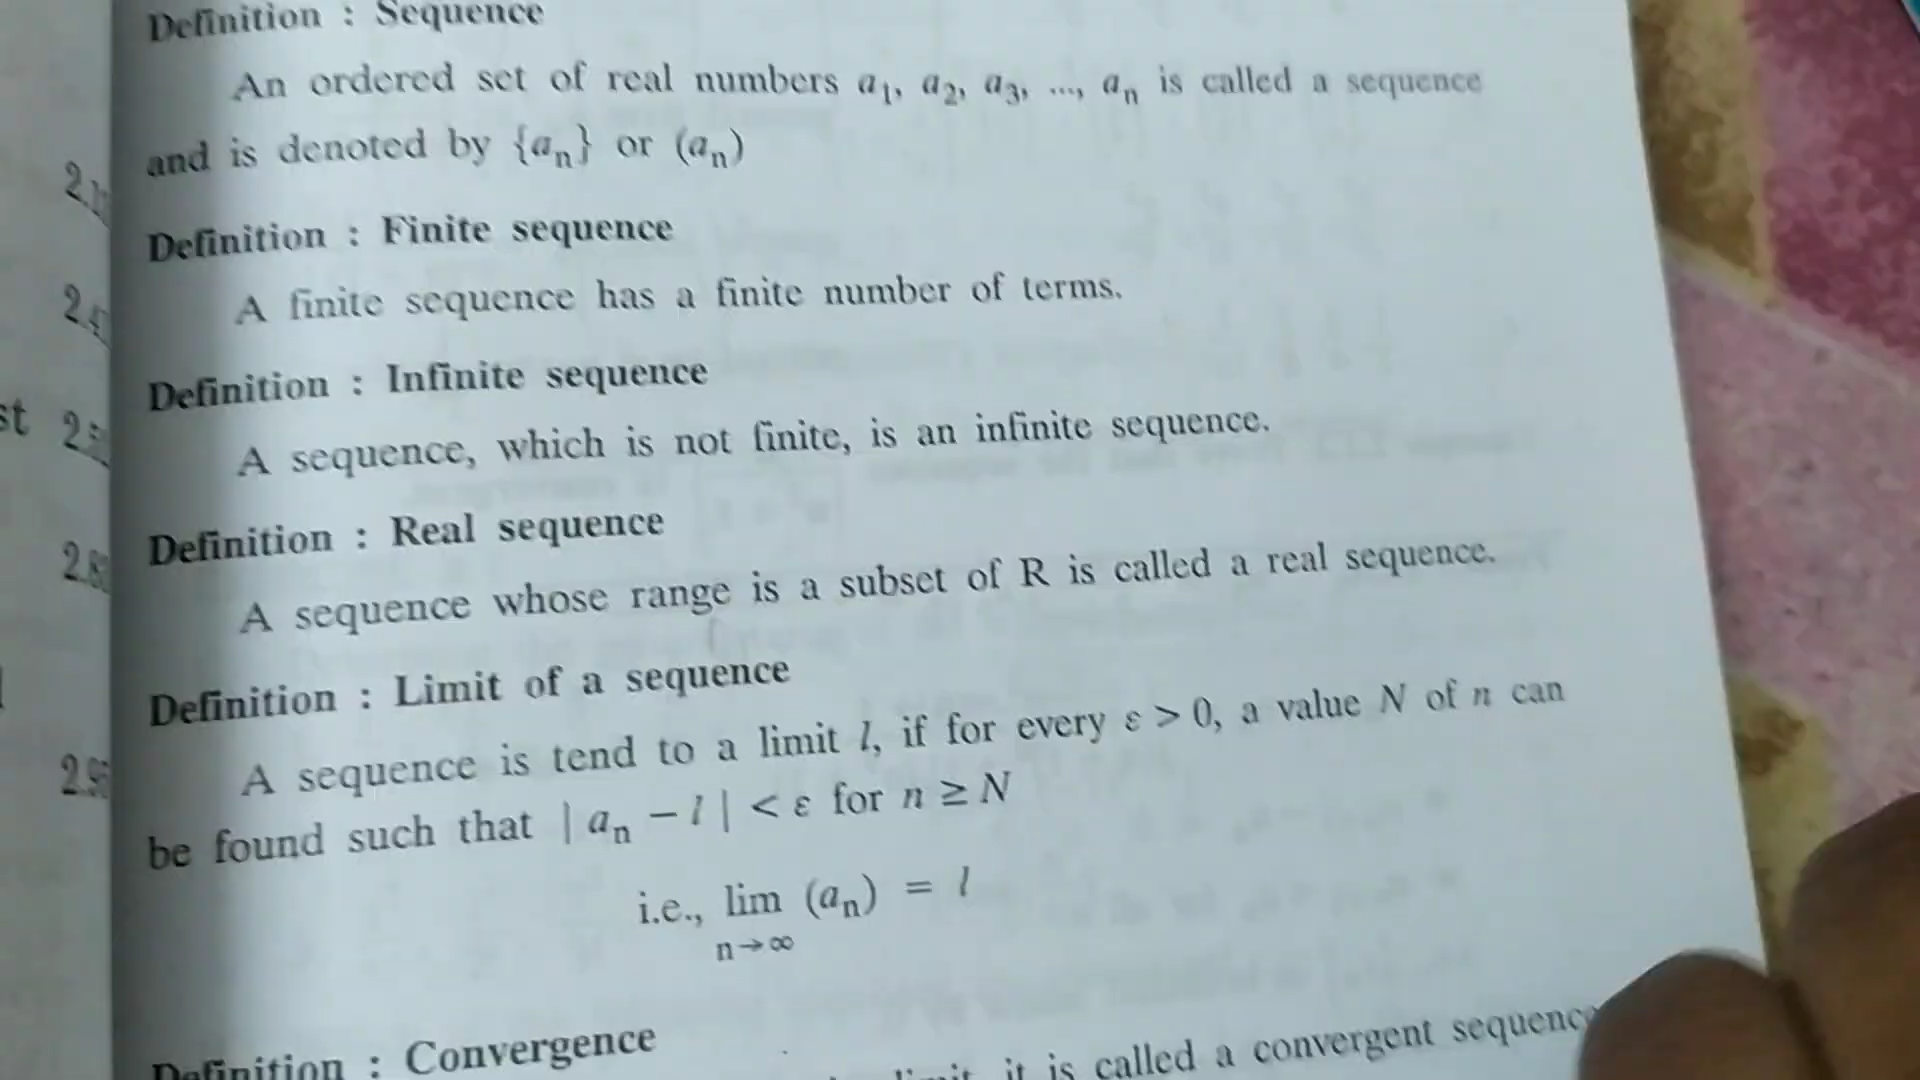 Definition : Sequence
An ordered set of real numbers a₁, a₂, a₃, ..., aₙ is called a sequence
and is denoted by {aₙ} or (aₙ)
Definition : Finite sequence
A finite sequence has a finite number of terms.
Definition : Infinite sequence
A sequence, which is not finite, is an infinite sequence.
Definition : Real sequence
A sequence whose range is a subset of R is called a real sequence.
Definition : Limit of a sequence
A sequence is tend to a limit l, if for every ε > 0, a value N of n can
be found such that | aₙ − l | < ε for n ≥ N
i.e., lim (aₙ) = l
n→∞
Definition : Convergence
limit, it is called a convergent sequence